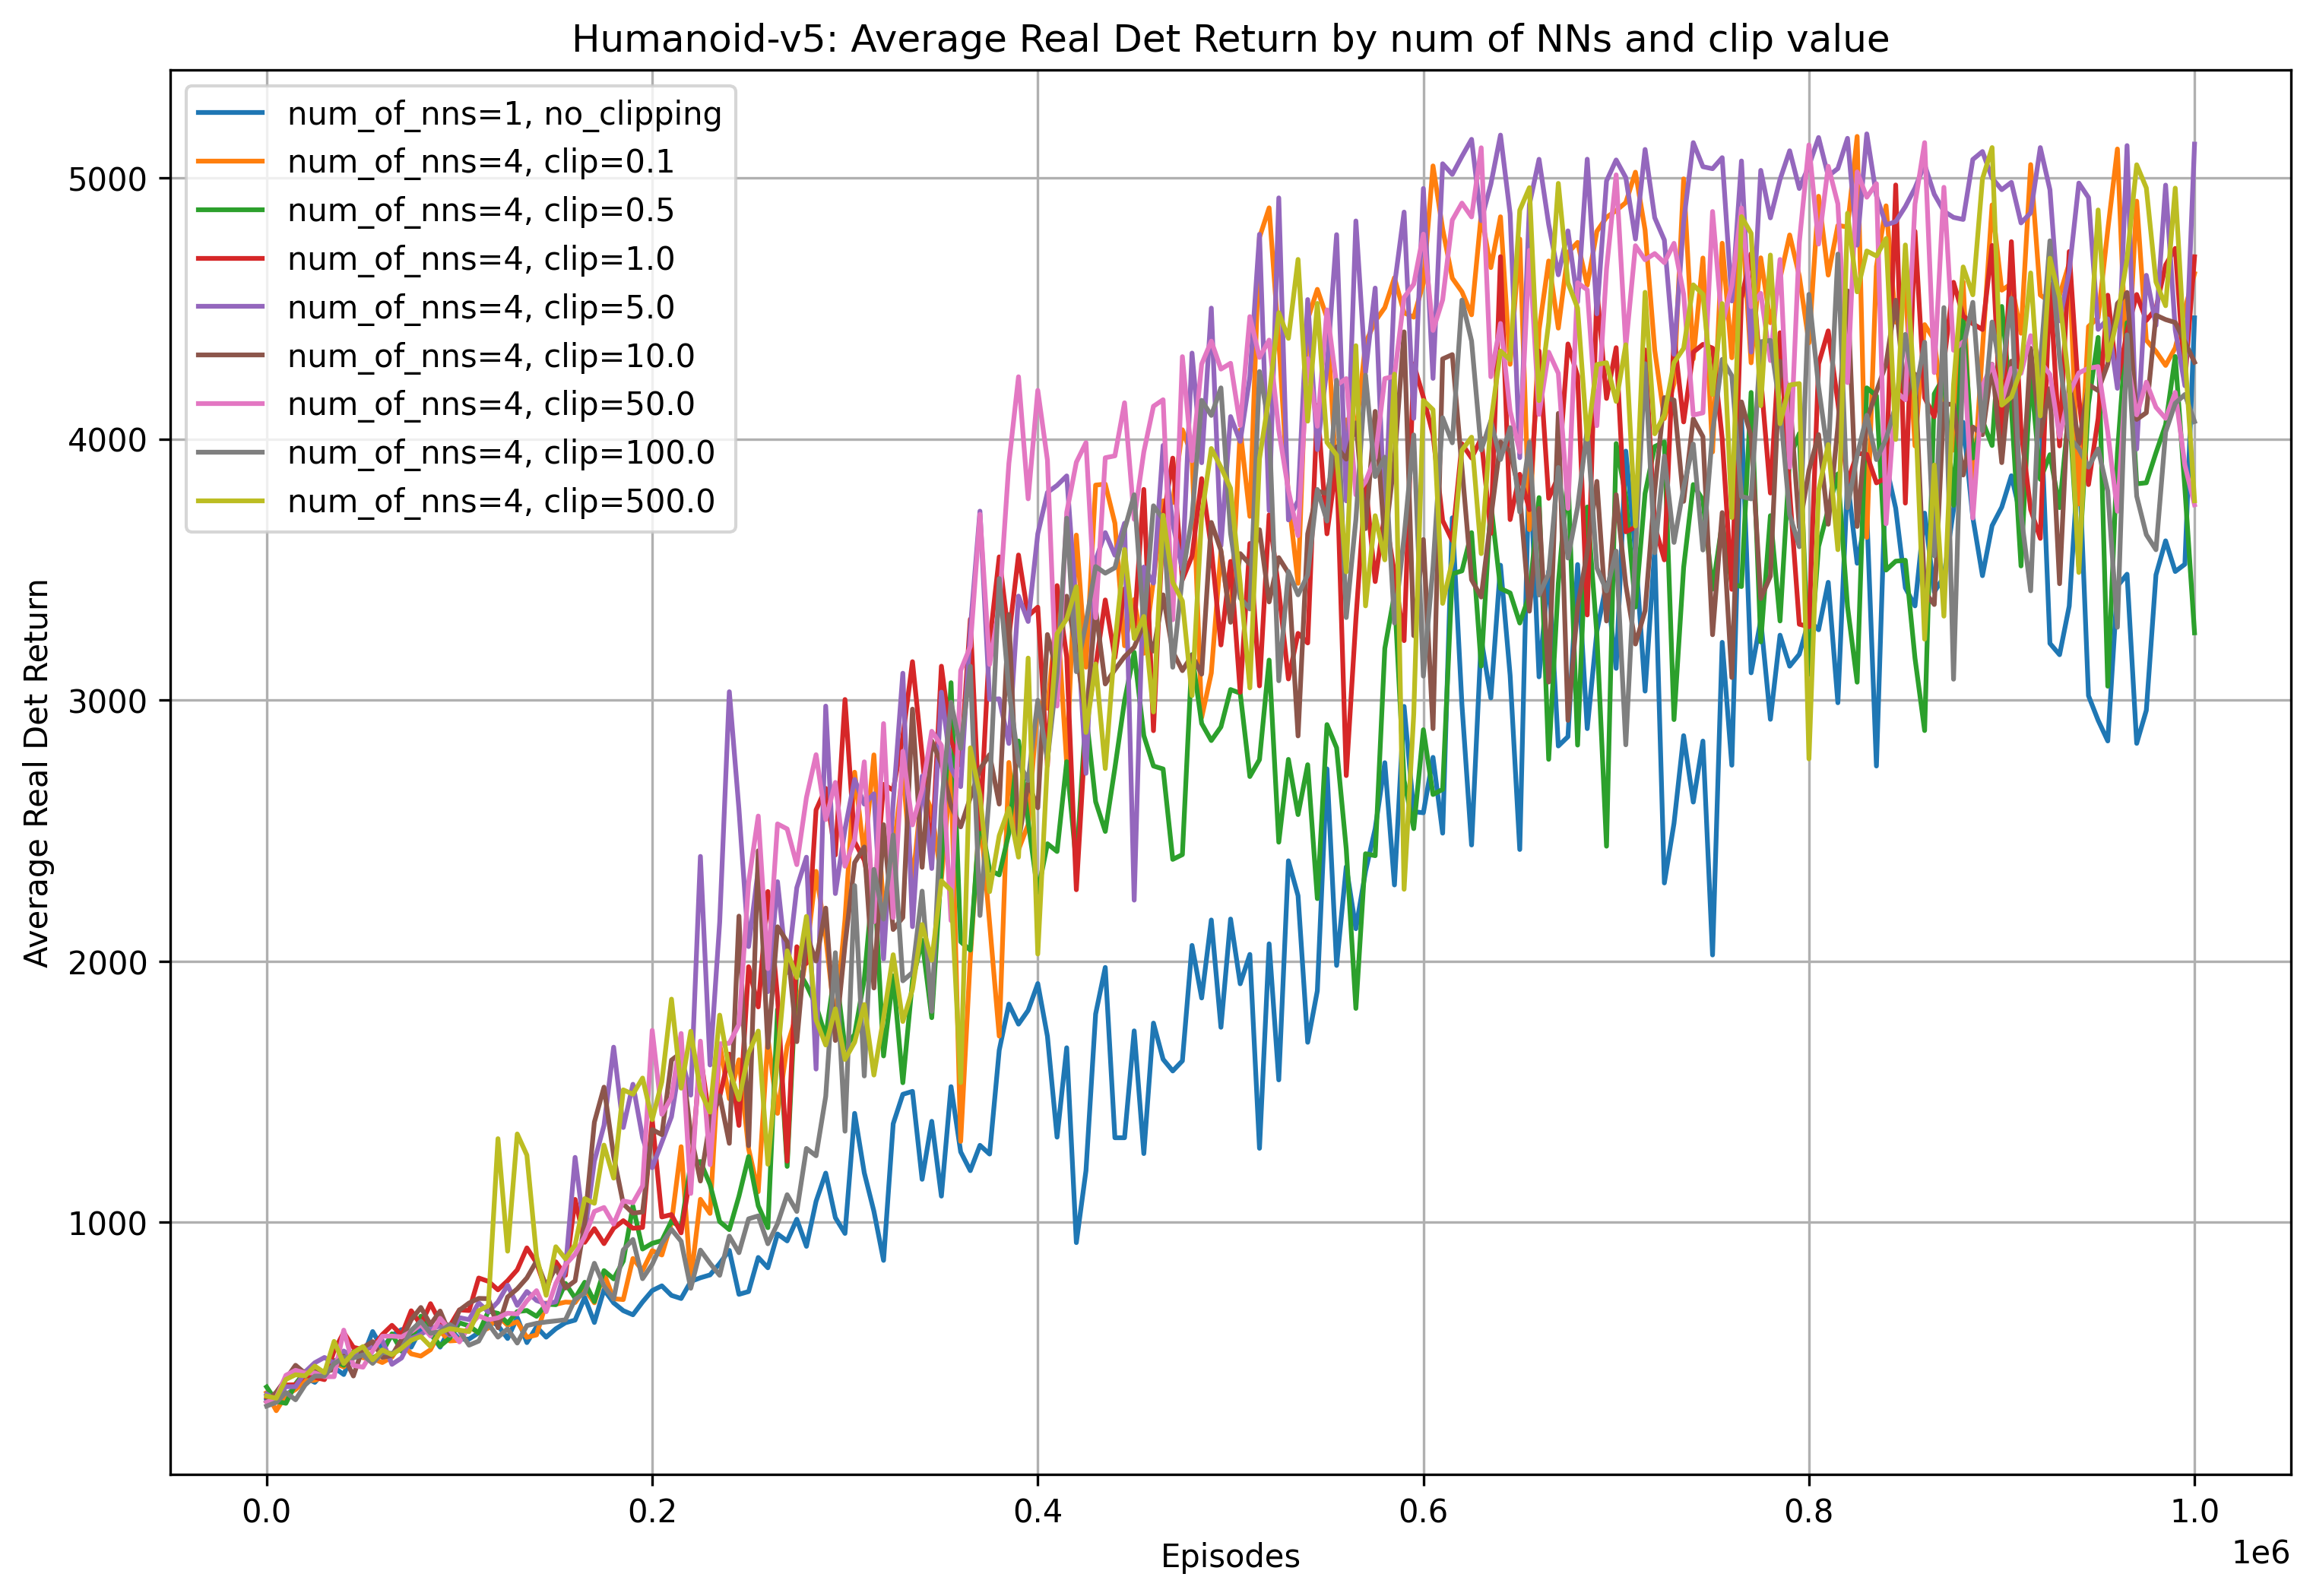 Humanoid-v5: Average Real Det Return by num of NNs and clip value
num_of_nns=1, no_clipping
num_of_nns=4, clip=0.1
num_of_nns=4, clip=0.5
num_of_nns=4, clip=1.0
num_of_nns=4, clip=5.0
num_of_nns=4, clip=10.0
num_of_nns=4, clip=50.0
num_of_nns=4, clip=100.0
num_of_nns=4, clip=500.0
Average Real Det Return
5000
4000
3000
2000
1000
0.0 0.2 0.4 0.6 0.8 1.0
Episodes
1e6